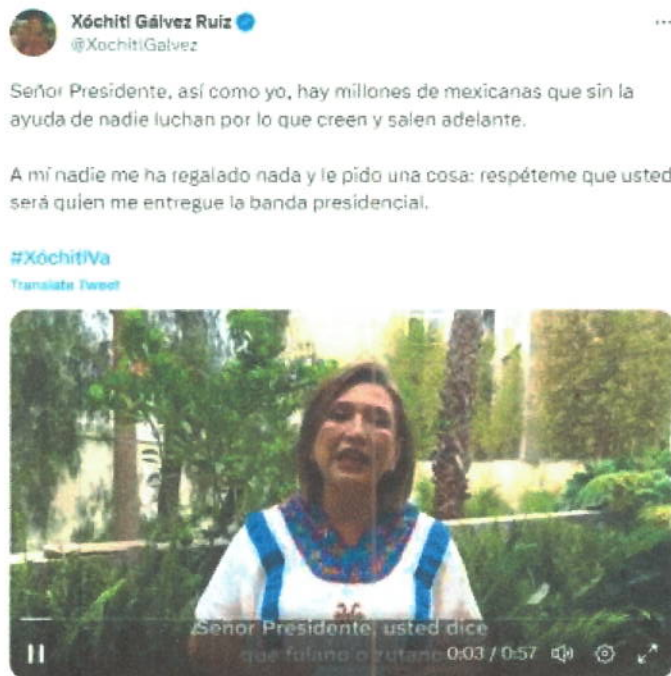 Xóchitl Gálvez Ruiz
@XochitlGalvez
Señor Presidente, así como yo, hay millones de mexicanas que sin la
ayuda de nadie luchan por lo que creen y salen adelante.
A mí nadie me ha regalado nada y le pido una cosa: respéteme que usted
será quien me entregue la banda presidencial.
#XóchitlVa
Translate Tweet
Señor Presidente, usted dice
que fulano o zutano
0:03 / 0:57